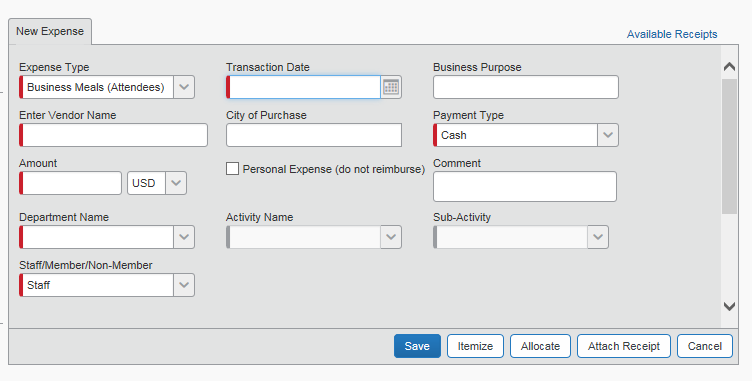 New Expense
Available Receipts
Expense Type Transaction Date Business Purpose
Business Meals (Attendees)
Enter Vendor Name City of Purchase Payment Type
Cash
Amount Personal Expense (do not reimburse) Comment
USD
Department Name Activity Name Sub-Activity
Staff/Member/Non-Member
Staff
Save Itemize Allocate Attach Receipt Cancel